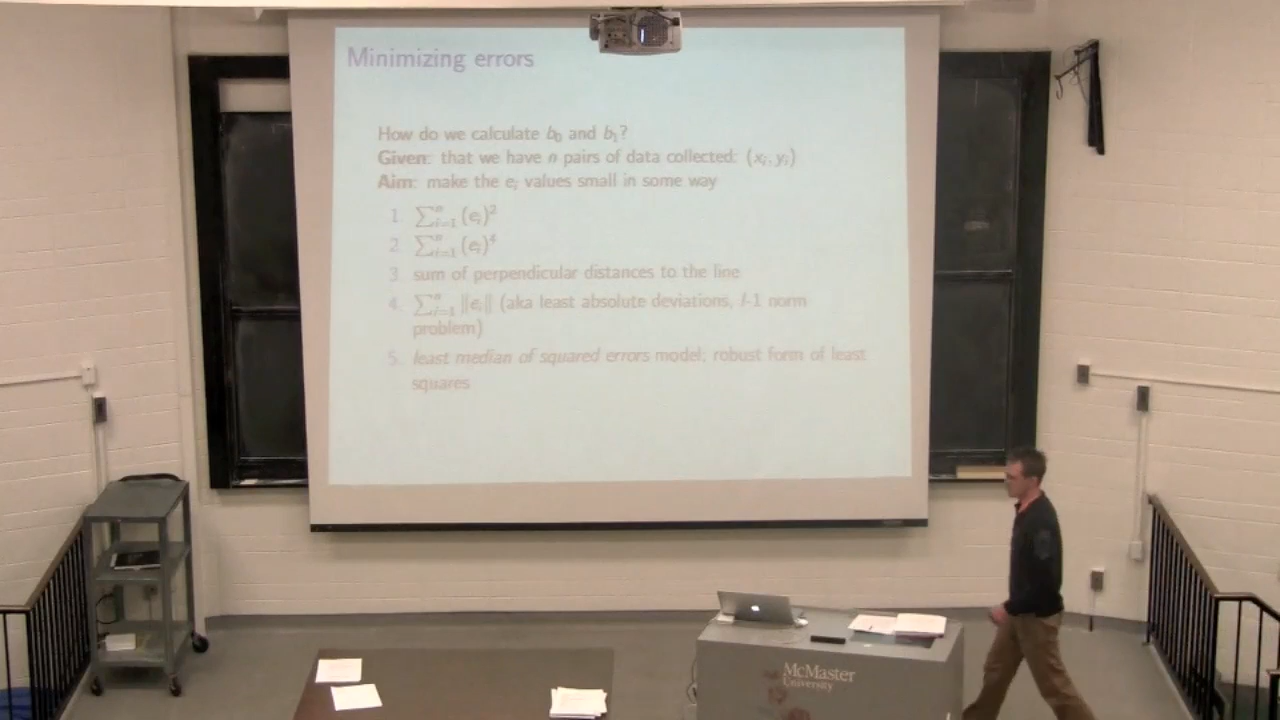 Minimizing errors
How do we calculate b₀ and b₁?
Given: that we have n pairs of data collected: (xᵢ, yᵢ)
Aim: make the eᵢ values small in some way
1. ∑ⁿᵢ₌₁ (eᵢ)²
2. ∑ⁿᵢ₌₁ (eᵢ)⁴
3. sum of perpendicular distances to the line
4. ∑ⁿᵢ₌₁ ‖eᵢ‖ (aka least absolute deviations, l-1 norm
problem)
5. least median of squared errors model; robust form of least
squares
McMaster
University